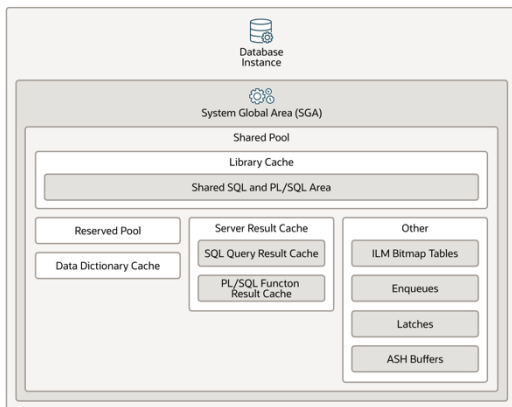 Database
Instance
System Global Area (SGA)
Shared Pool
Library Cache
Shared SQL and PL/SQL Area
Reserved Pool
Data Dictionary Cache
Server Result Cache
SQL Query Result Cache
PL/SQL Functon
Result Cache
Other
ILM Bitmap Tables
Enqueues
Latches
ASH Buffers